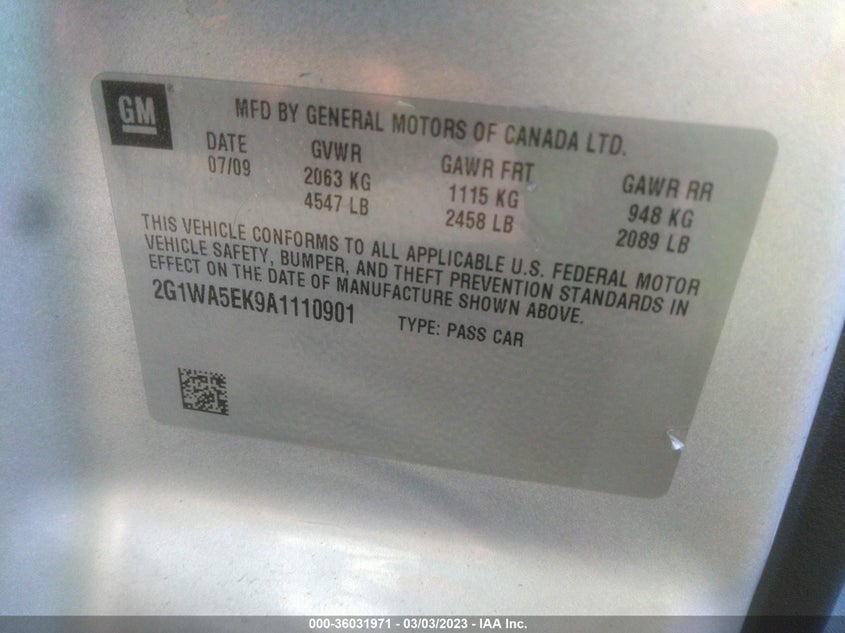 GM
MFD BY GENERAL MOTORS OF CANADA LTD.
DATE GVWR GAWR FRT GAWR RR
07/09 2063 KG 1115 KG 948 KG
4547 LB 2458 LB 2089 LB
THIS VEHICLE CONFORMS TO ALL APPLICABLE U.S. FEDERAL MOTOR
VEHICLE SAFETY, BUMPER, AND THEFT PREVENTION STANDARDS IN
EFFECT ON THE DATE OF MANUFACTURE SHOWN ABOVE.
2G1WA5EK9A1110901 TYPE: PASS CAR
000-36031971 - 03/03/2023 - IAA Inc.